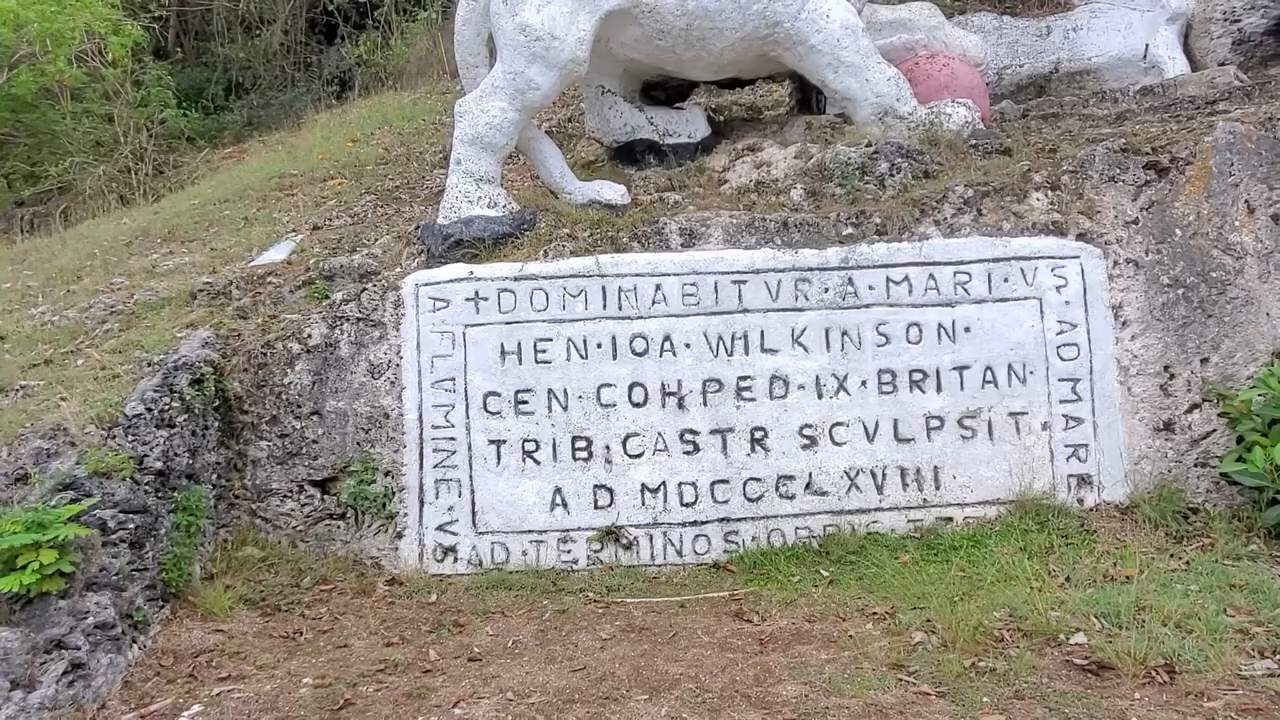 +DOMINABITVR·A·MARI·VS·AD MARE
A·FLVMINE·VS
HEN·IOA·WILKINSON·
CEN·COH·PED·IX·BRITAN·
TRIB:CASTR SCVLPSIT·
A D MDCCCLXVIII
AD·TERMINOS·ORBIS